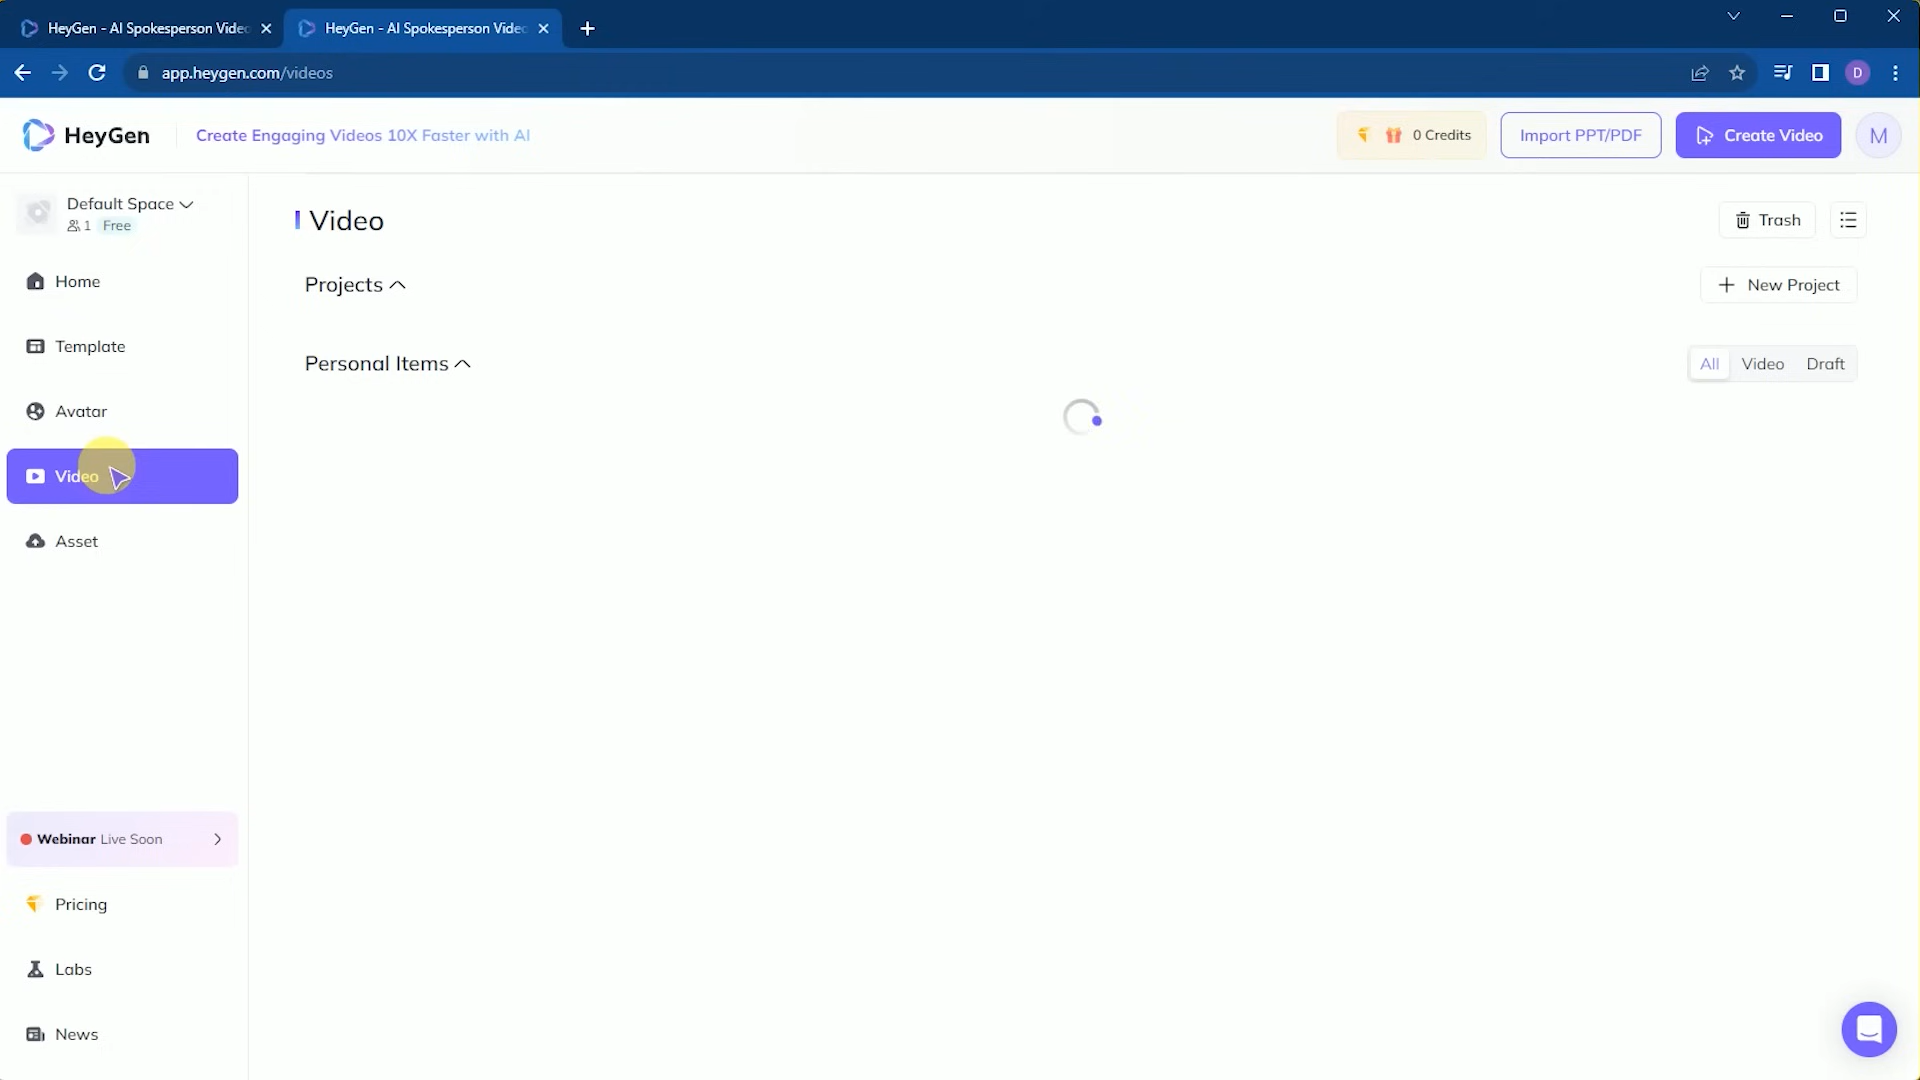 HeyGen - AI Spokesperson Video
HeyGen - AI Spokesperson Video
app.heygen.com/videos
D
HeyGen
Create Engaging Videos 10X Faster with AI
0 Credits
Import PPT/PDF
Create Video
M
Default Space
1 Free
Home
Template
Avatar
Video
Asset
Webinar Live Soon
Pricing
Labs
News
Video
Trash
Projects
New Project
Personal Items
All
Video
Draft